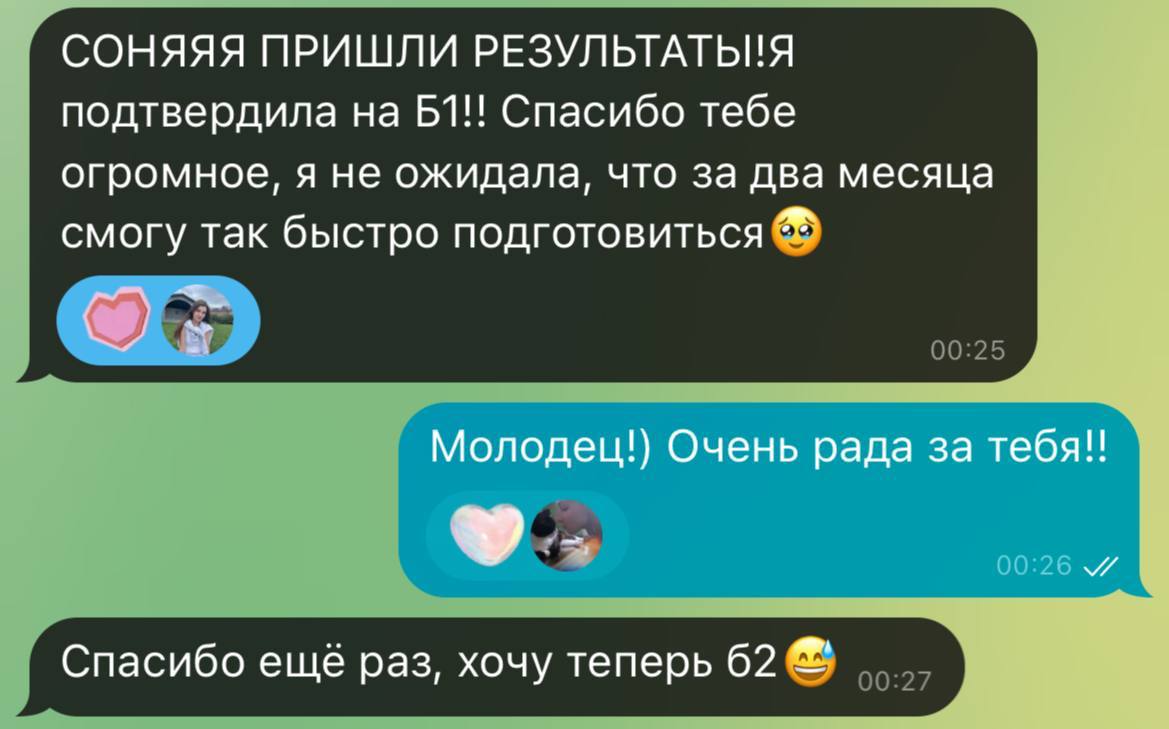 СОНЯЯЯ ПРИШЛИ РЕЗУЛЬТАТЫ!Я
подтвердила на Б1!! Спасибо тебе
огромное, я не ожидала, что за два месяца
смогу так быстро подготовиться🥹
00:25
Молодец!) Очень рада за тебя!!
00:26
Спасибо ещё раз, хочу теперь б2😅 00:27